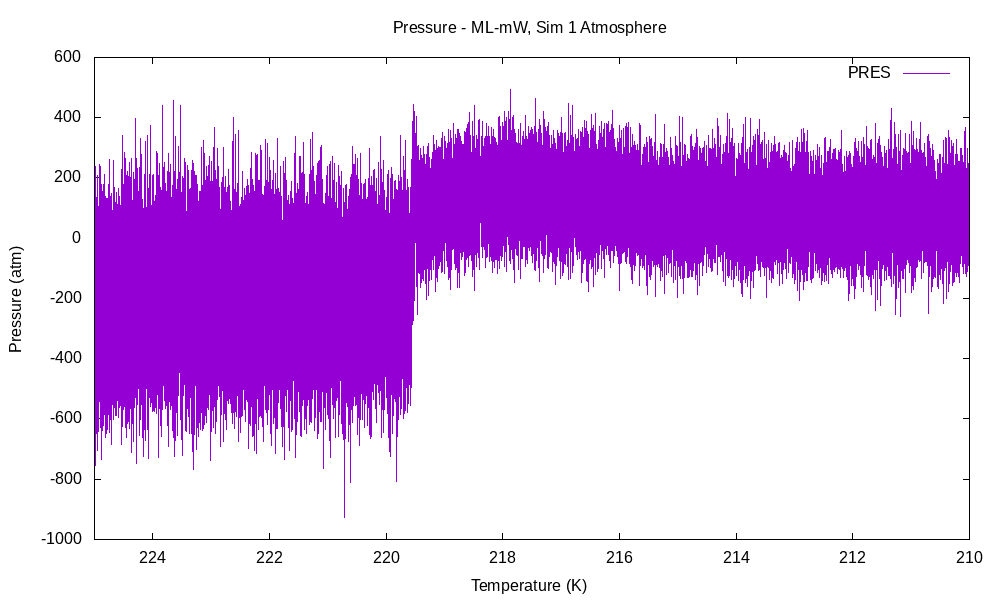 Pressure - ML-mW, Sim 1 Atmosphere
PRES
600
400
200
0
-200
-400
-600
-800
-1000
Pressure (atm)
224 222 220 218 216 214 212 210
Temperature (K)